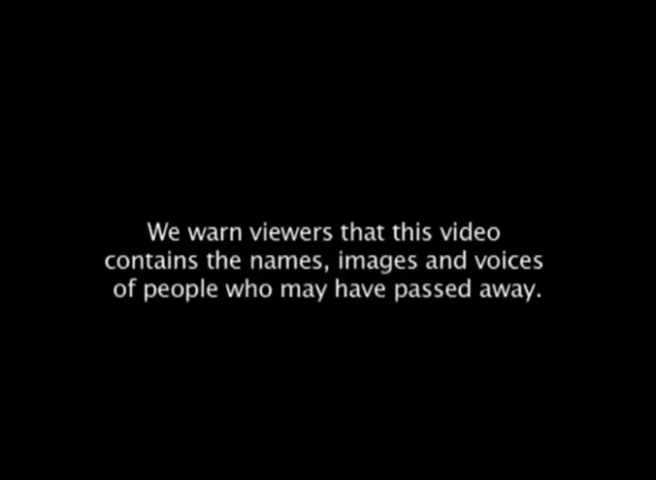 We warn viewers that this video
contains the names, images and voices
of people who may have passed away.